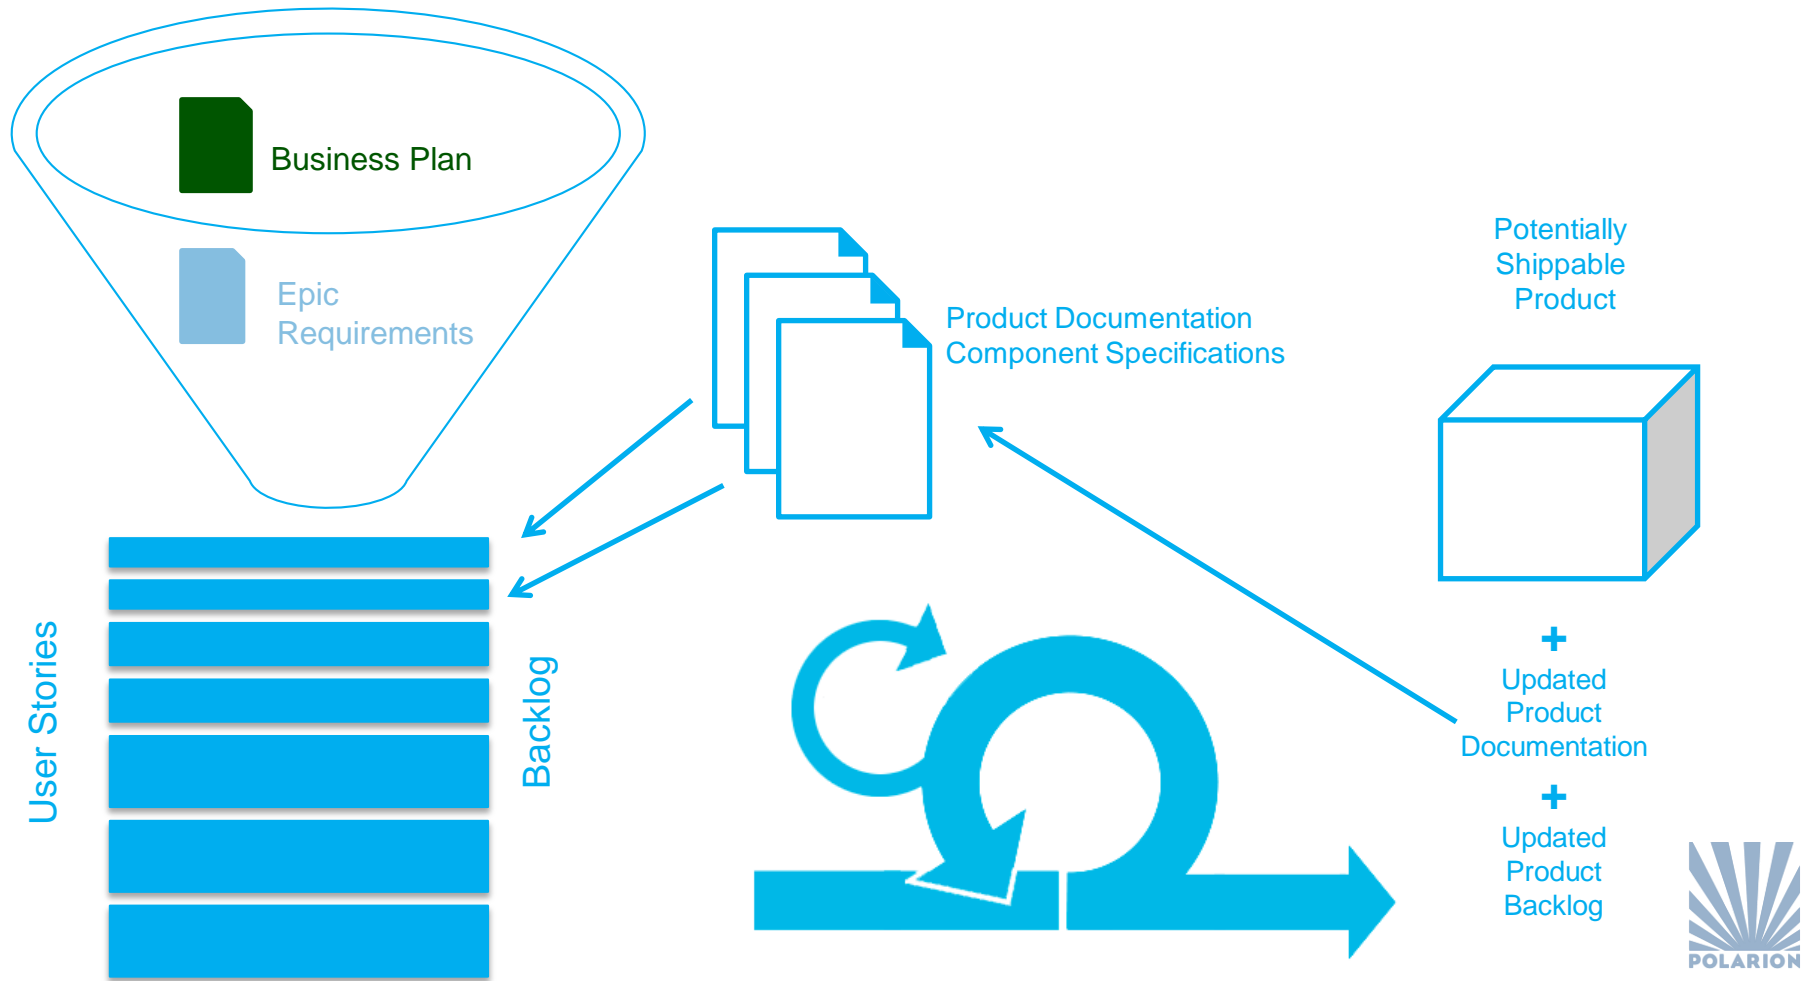 Business Plan
Epic
Requirements
User Stories
Backlog
Product Documentation
Component Specifications
Potentially
Shippable
Product
+
Updated
Product
Documentation
+
Updated
Product
Backlog
POLARION